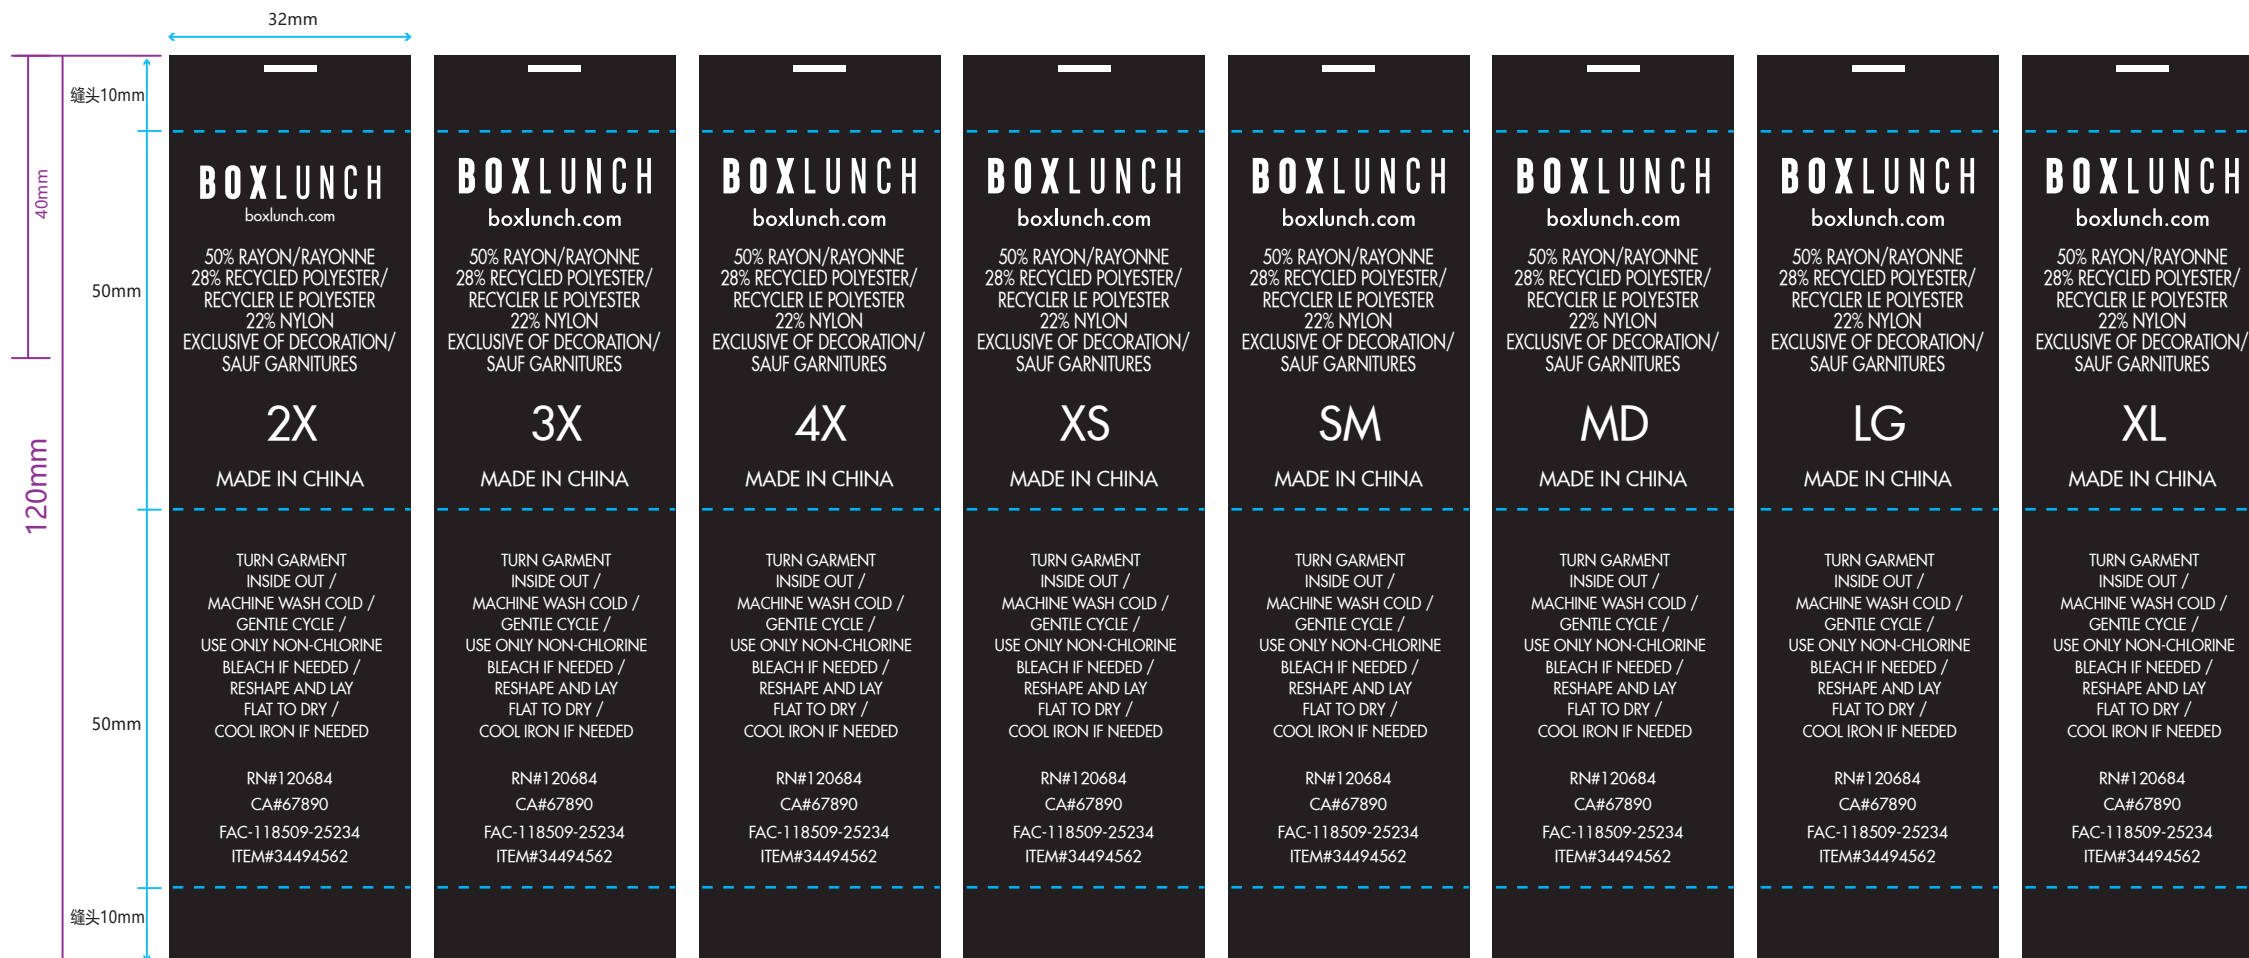 32mm
缝头10mm
40mm
50mm
120mm
50mm
缝头10mm
BOXLUNCH
boxlunch.com
50% RAYON/RAYONNE
28% RECYCLED POLYESTER/
RECYCLER LE POLYESTER
22% NYLON
EXCLUSIVE OF DECORATION/
SAUF GARNITURES
2X
MADE IN CHINA
TURN GARMENT
INSIDE OUT /
MACHINE WASH COLD /
GENTLE CYCLE /
USE ONLY NON-CHLORINE
BLEACH IF NEEDED /
RESHAPE AND LAY
FLAT TO DRY /
COOL IRON IF NEEDED
RN#120684
CA#67890
FAC-118509-25234
ITEM#34494562
BOXLUNCH
boxlunch.com
50% RAYON/RAYONNE
28% RECYCLED POLYESTER/
RECYCLER LE POLYESTER
22% NYLON
EXCLUSIVE OF DECORATION/
SAUF GARNITURES
3X
MADE IN CHINA
TURN GARMENT
INSIDE OUT /
MACHINE WASH COLD /
GENTLE CYCLE /
USE ONLY NON-CHLORINE
BLEACH IF NEEDED /
RESHAPE AND LAY
FLAT TO DRY /
COOL IRON IF NEEDED
RN#120684
CA#67890
FAC-118509-25234
ITEM#34494562
BOXLUNCH
boxlunch.com
50% RAYON/RAYONNE
28% RECYCLED POLYESTER/
RECYCLER LE POLYESTER
22% NYLON
EXCLUSIVE OF DECORATION/
SAUF GARNITURES
4X
MADE IN CHINA
TURN GARMENT
INSIDE OUT /
MACHINE WASH COLD /
GENTLE CYCLE /
USE ONLY NON-CHLORINE
BLEACH IF NEEDED /
RESHAPE AND LAY
FLAT TO DRY /
COOL IRON IF NEEDED
RN#120684
CA#67890
FAC-118509-25234
ITEM#34494562
BOXLUNCH
boxlunch.com
50% RAYON/RAYONNE
28% RECYCLED POLYESTER/
RECYCLER LE POLYESTER
22% NYLON
EXCLUSIVE OF DECORATION/
SAUF GARNITURES
XS
MADE IN CHINA
TURN GARMENT
INSIDE OUT /
MACHINE WASH COLD /
GENTLE CYCLE /
USE ONLY NON-CHLORINE
BLEACH IF NEEDED /
RESHAPE AND LAY
FLAT TO DRY /
COOL IRON IF NEEDED
RN#120684
CA#67890
FAC-118509-25234
ITEM#34494562
BOXLUNCH
boxlunch.com
50% RAYON/RAYONNE
28% RECYCLED POLYESTER/
RECYCLER LE POLYESTER
22% NYLON
EXCLUSIVE OF DECORATION/
SAUF GARNITURES
SM
MADE IN CHINA
TURN GARMENT
INSIDE OUT /
MACHINE WASH COLD /
GENTLE CYCLE /
USE ONLY NON-CHLORINE
BLEACH IF NEEDED /
RESHAPE AND LAY
FLAT TO DRY /
COOL IRON IF NEEDED
RN#120684
CA#67890
FAC-118509-25234
ITEM#34494562
BOXLUNCH
boxlunch.com
50% RAYON/RAYONNE
28% RECYCLED POLYESTER/
RECYCLER LE POLYESTER
22% NYLON
EXCLUSIVE OF DECORATION/
SAUF GARNITURES
MD
MADE IN CHINA
TURN GARMENT
INSIDE OUT /
MACHINE WASH COLD /
GENTLE CYCLE /
USE ONLY NON-CHLORINE
BLEACH IF NEEDED /
RESHAPE AND LAY
FLAT TO DRY /
COOL IRON IF NEEDED
RN#120684
CA#67890
FAC-118509-25234
ITEM#34494562
BOXLUNCH
boxlunch.com
50% RAYON/RAYONNE
28% RECYCLED POLYESTER/
RECYCLER LE POLYESTER
22% NYLON
EXCLUSIVE OF DECORATION/
SAUF GARNITURES
LG
MADE IN CHINA
TURN GARMENT
INSIDE OUT /
MACHINE WASH COLD /
GENTLE CYCLE /
USE ONLY NON-CHLORINE
BLEACH IF NEEDED /
RESHAPE AND LAY
FLAT TO DRY /
COOL IRON IF NEEDED
RN#120684
CA#67890
FAC-118509-25234
ITEM#34494562
BOXLUNCH
boxlunch.com
50% RAYON/RAYONNE
28% RECYCLED POLYESTER/
RECYCLER LE POLYESTER
22% NYLON
EXCLUSIVE OF DECORATION/
SAUF GARNITURES
XL
MADE IN CHINA
TURN GARMENT
INSIDE OUT /
MACHINE WASH COLD /
GENTLE CYCLE /
USE ONLY NON-CHLORINE
BLEACH IF NEEDED /
RESHAPE AND LAY
FLAT TO DRY /
COOL IRON IF NEEDED
RN#120684
CA#67890
FAC-118509-25234
ITEM#34494562